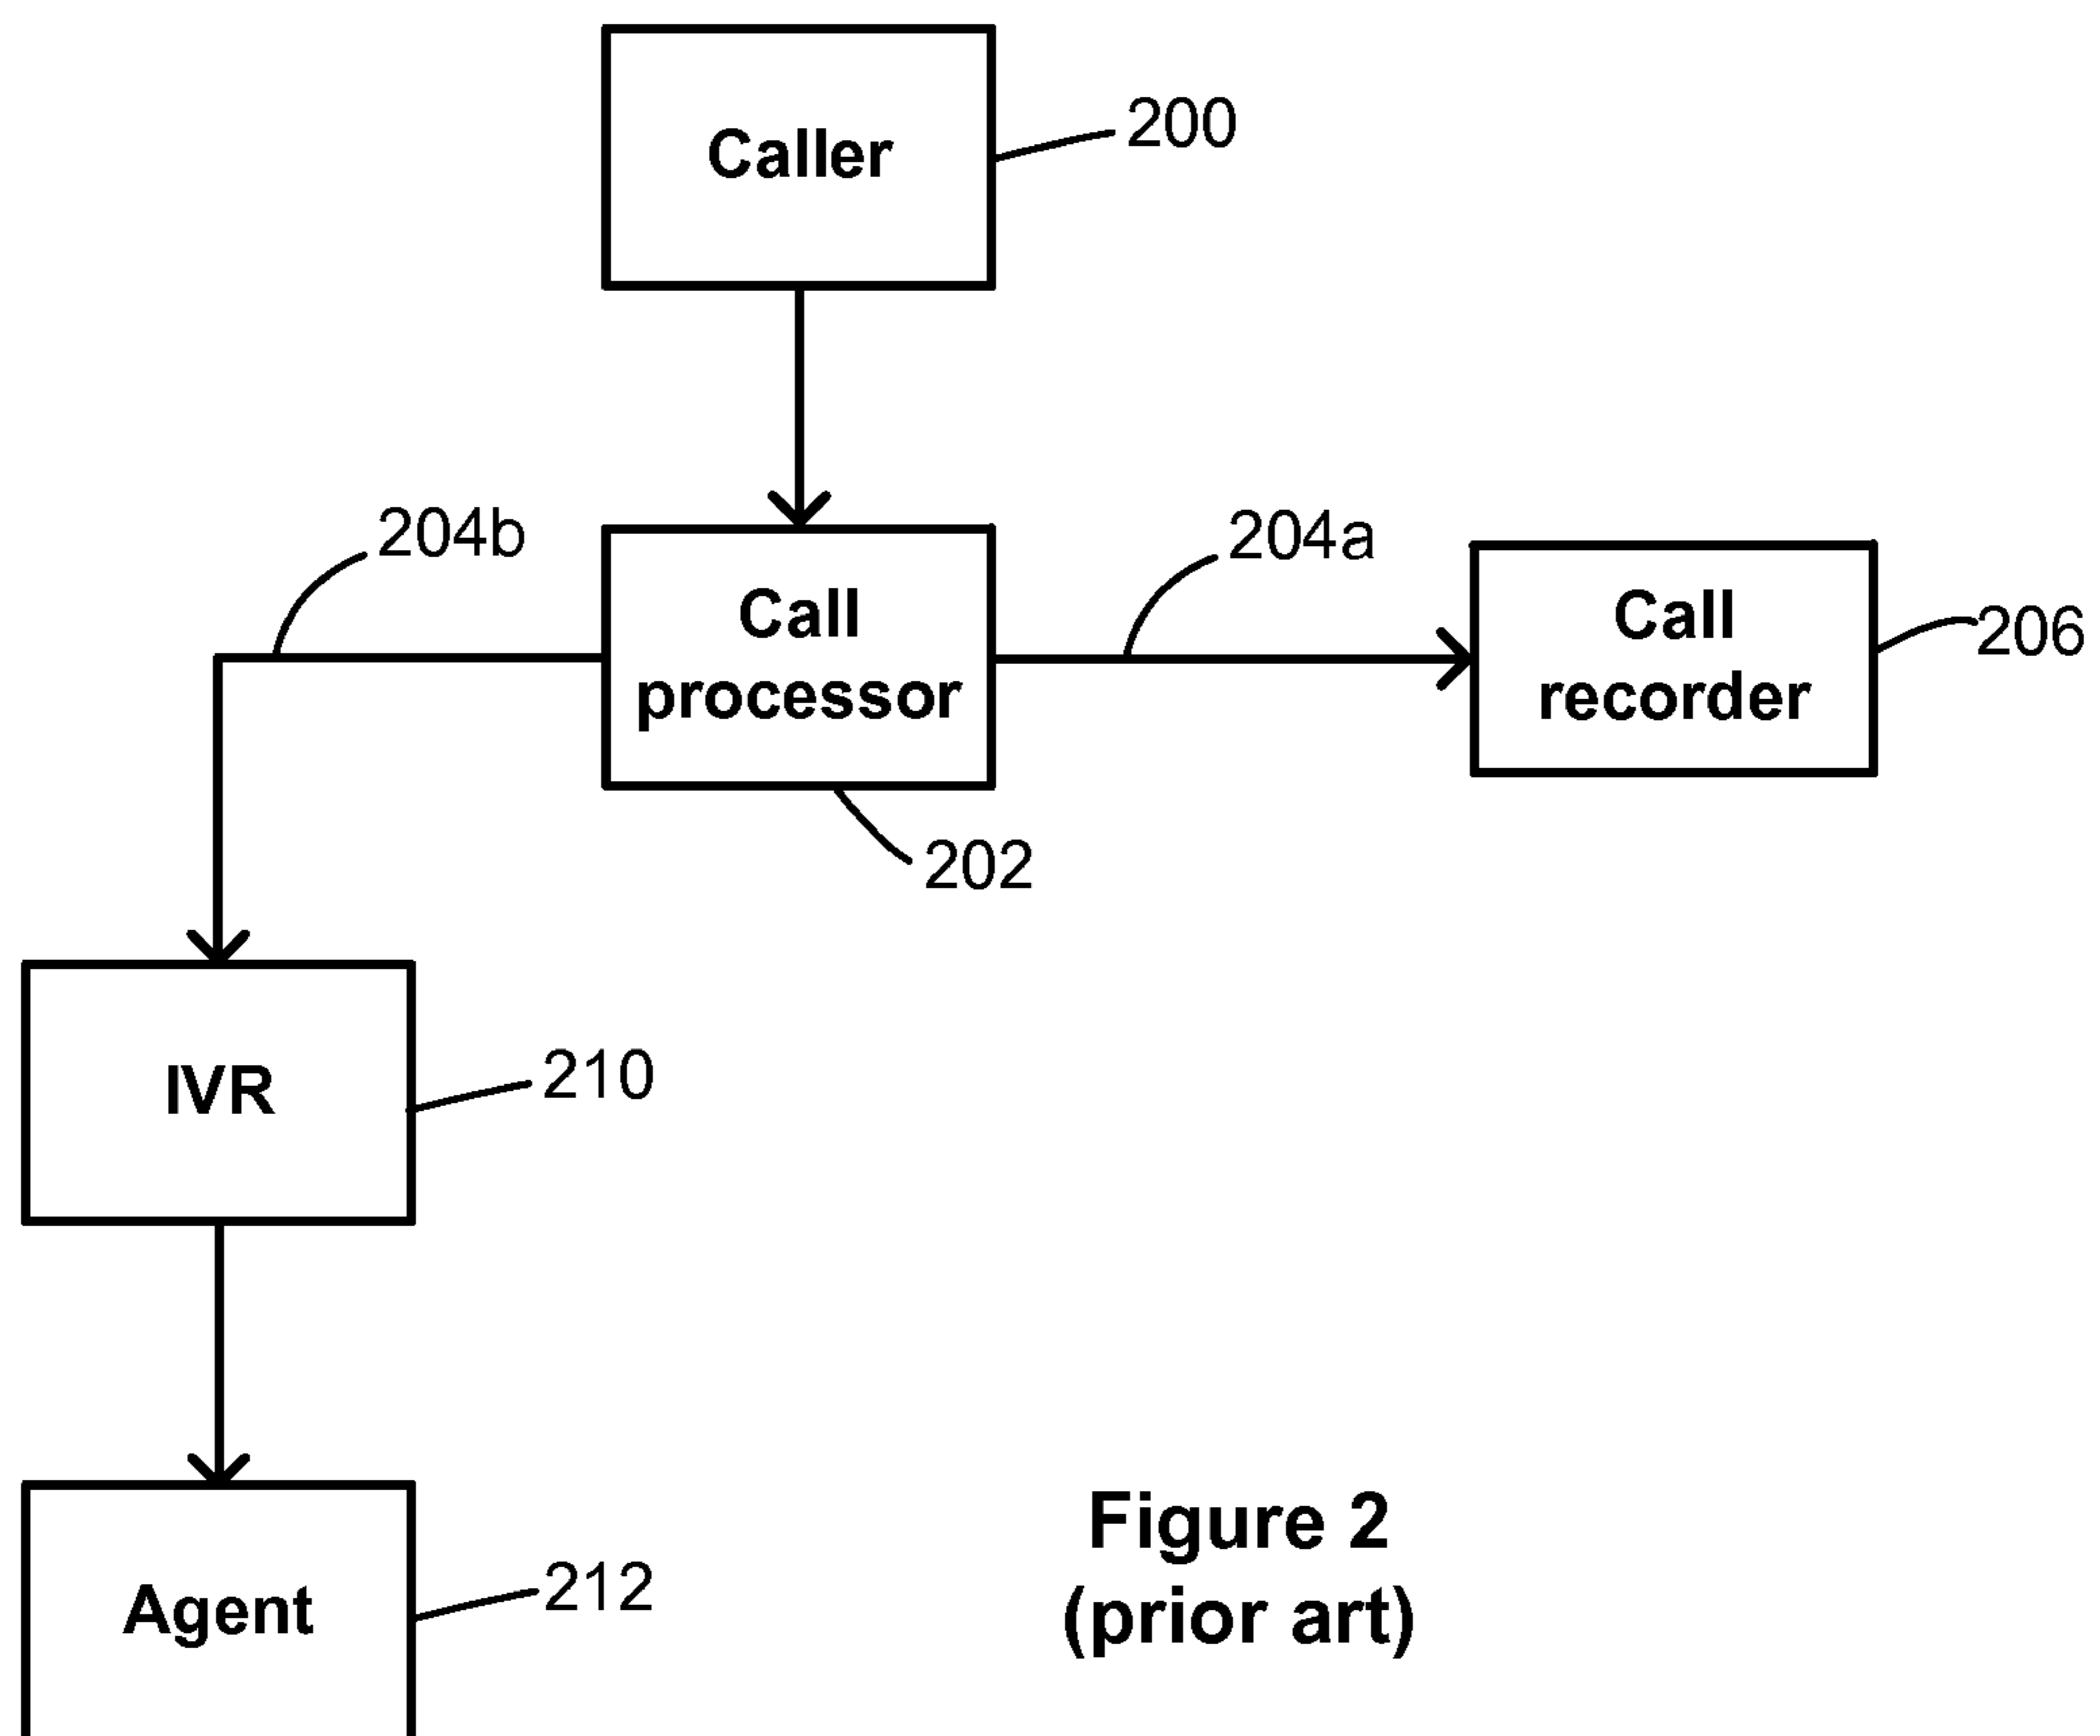 Caller
200
204b
204a
Call
processor
Call
recorder
206
202
IVR
210
Agent
212
Figure 2
(prior art)